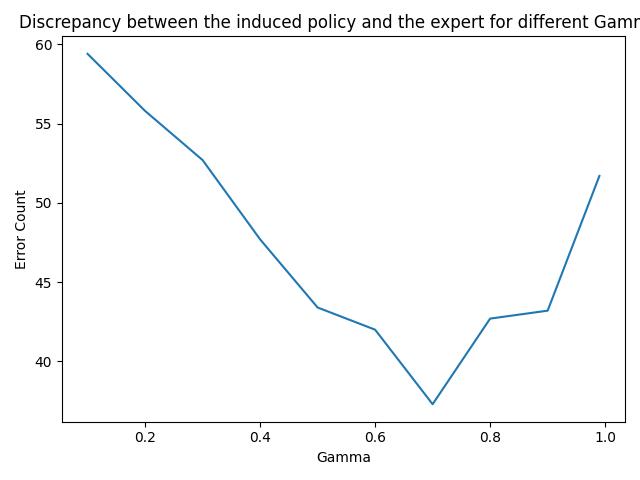 Discrepancy between the induced policy and the expert for different Gamm
60
55
50
45
40
Error Count
0.2 0.4 0.6 0.8 1.0
Gamma